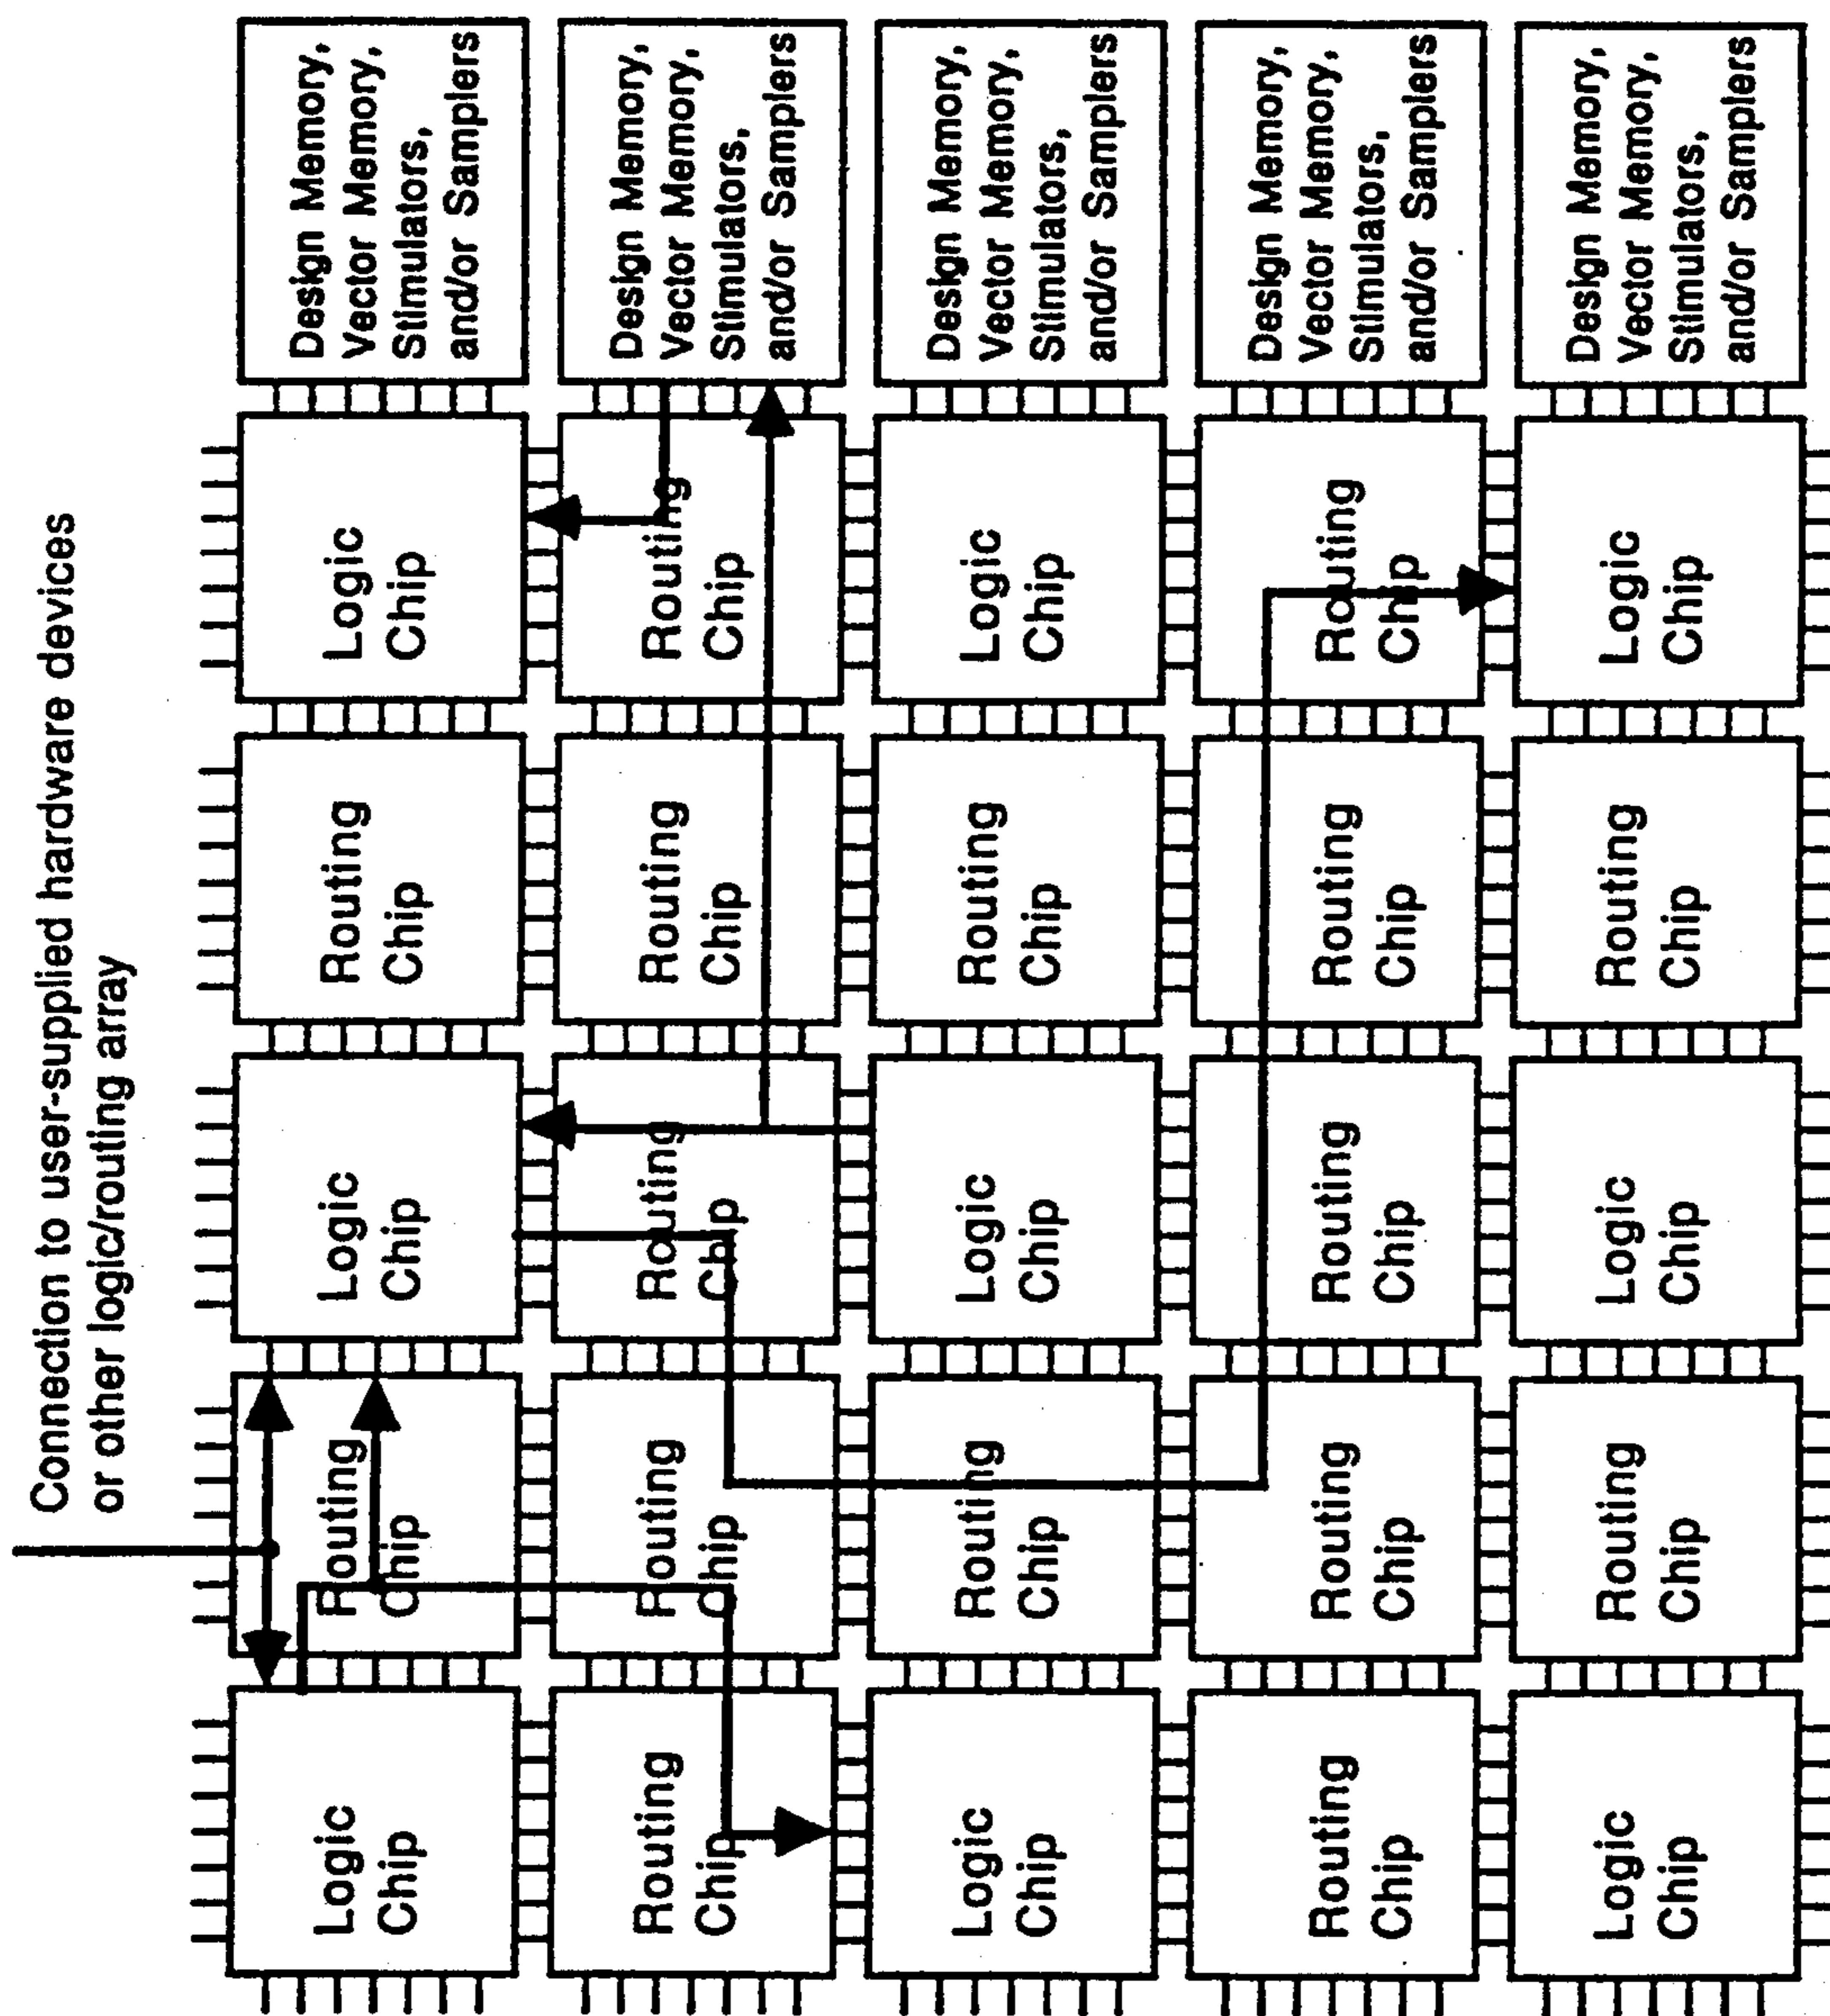 Connection to user-supplied hardware devices
or other logic/routing array
Logic
Chip
Routing
Chip
Logic
Chip
Routing
Chip
Logic
Chip
Design Memory,
Vector Memory,
Stimulators,
and/or Samplers
Routing
Chip
Routing
Chip
Routing
Chip
Routing
Chip
Routing
Chip
Design Memory,
Vector Memory,
Stimulators,
and/or Samplers
Logic
Chip
Routing
Chip
Logic
Chip
Routing
Chip
Logic
Chip
Design Memory,
Vector Memory,
Stimulators,
and/or Samplers
Routing
Chip
Routing
Chip
Routing
Chip
Routing
Chip
Routing
Chip
Design Memory,
Vector Memory,
Stimulators,
and/or Samplers
Logic
Chip
Routing
Chip
Logic
Chip
Routing
Chip
Logic
Chip
Design Memory,
Vector Memory,
Stimulators,
and/or Samplers